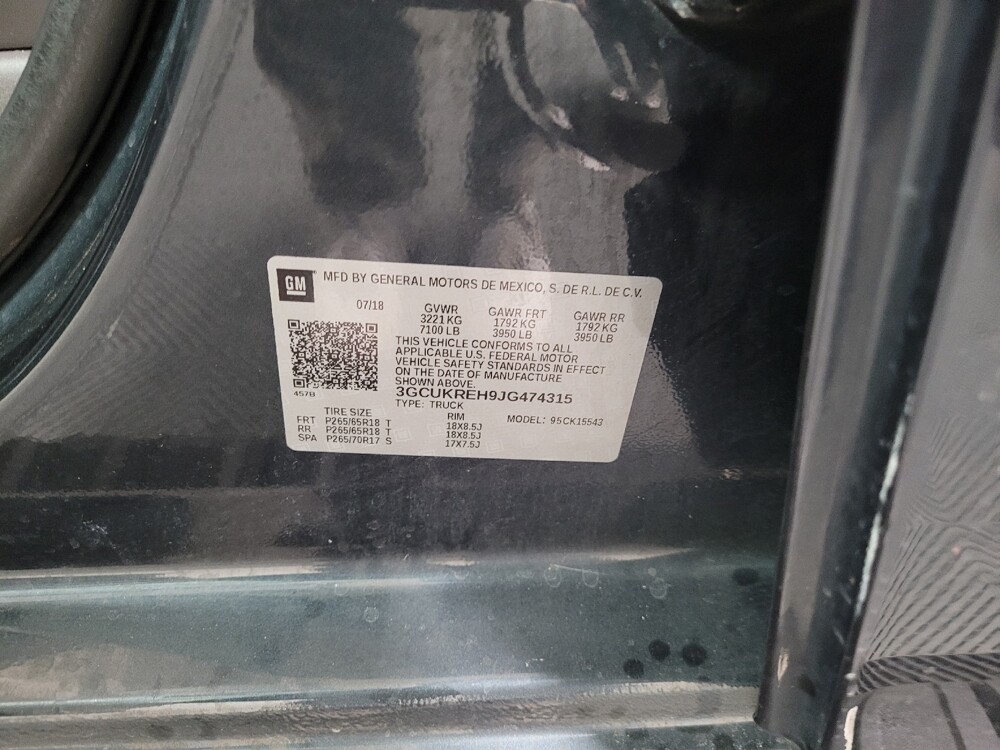 GM MFD BY GENERAL MOTORS DE MEXICO, S. DE R.L. DE C.V.
07/18 GVWR GAWR FRT GAWR RR
3221 KG 1792 KG 1792 KG
7100 LB 3950 LB 3950 LB
THIS VEHICLE CONFORMS TO ALL
APPLICABLE U.S. FEDERAL MOTOR
VEHICLE SAFETY STANDARDS IN EFFECT
ON THE DATE OF MANUFACTURE
SHOWN ABOVE.
457B 3GCUKREH9JG474315
TYPE: TRUCK MODEL: 95CK15543
TIRE SIZE RIM
FRT P265/65R18 T 18X8.5J
RR P265/65R18 T 18X8.5J
SPA P265/70R17 S 17X7.5J